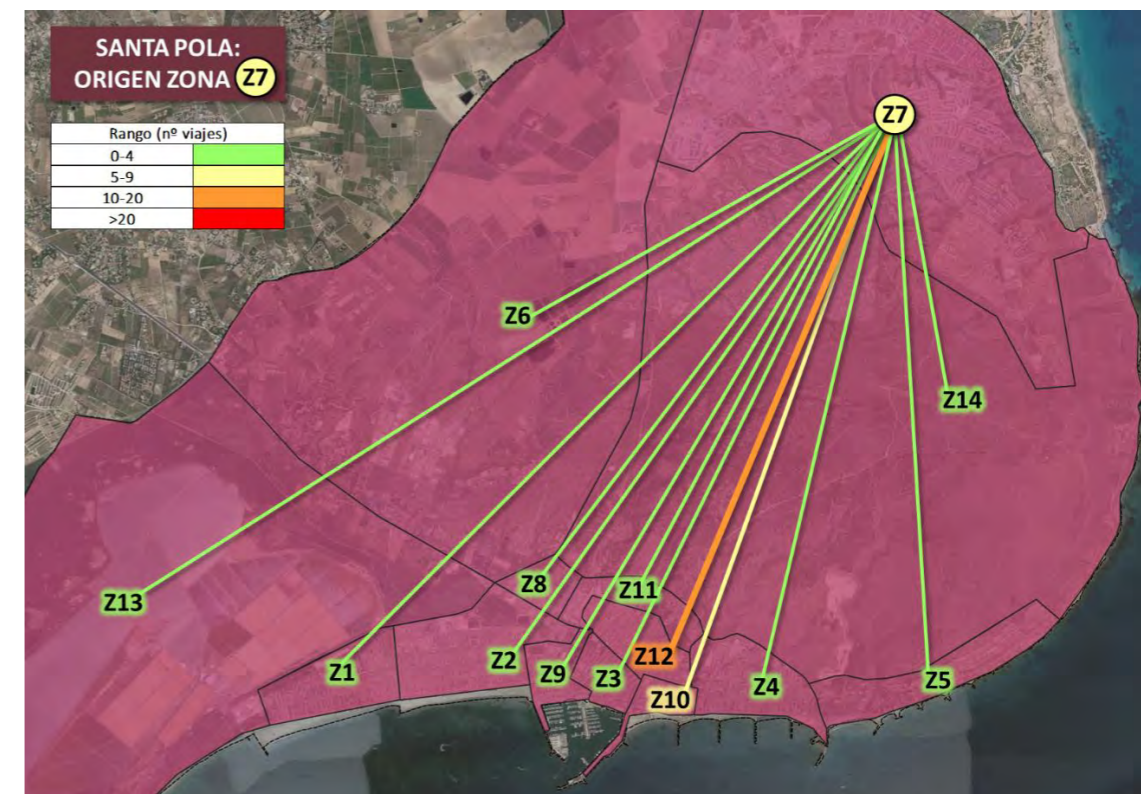 SANTA POLA:
ORIGEN ZONA Z7
Rango (nº viajes)
0-4
5-9
10-20
>20
Z7
Z6
Z14
Z13
Z8
Z11
Z1
Z2
Z9
Z3
Z12
Z10
Z4
Z5